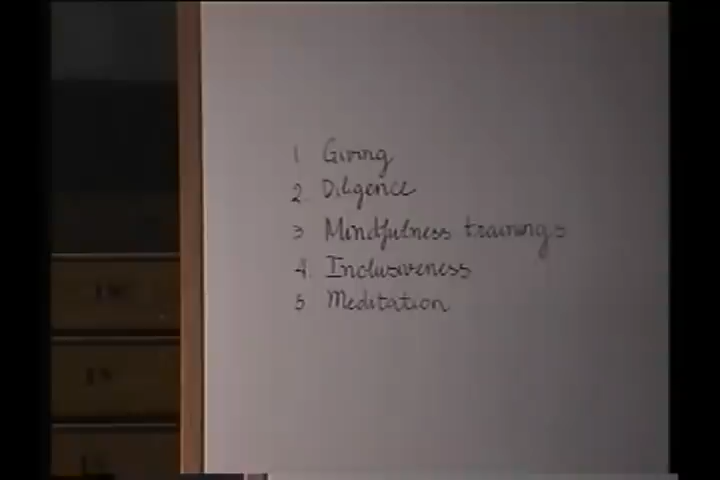 1 Giving
2. Diligence
3 Mindfulness trainings
4. Inclusiveness
5 Meditation